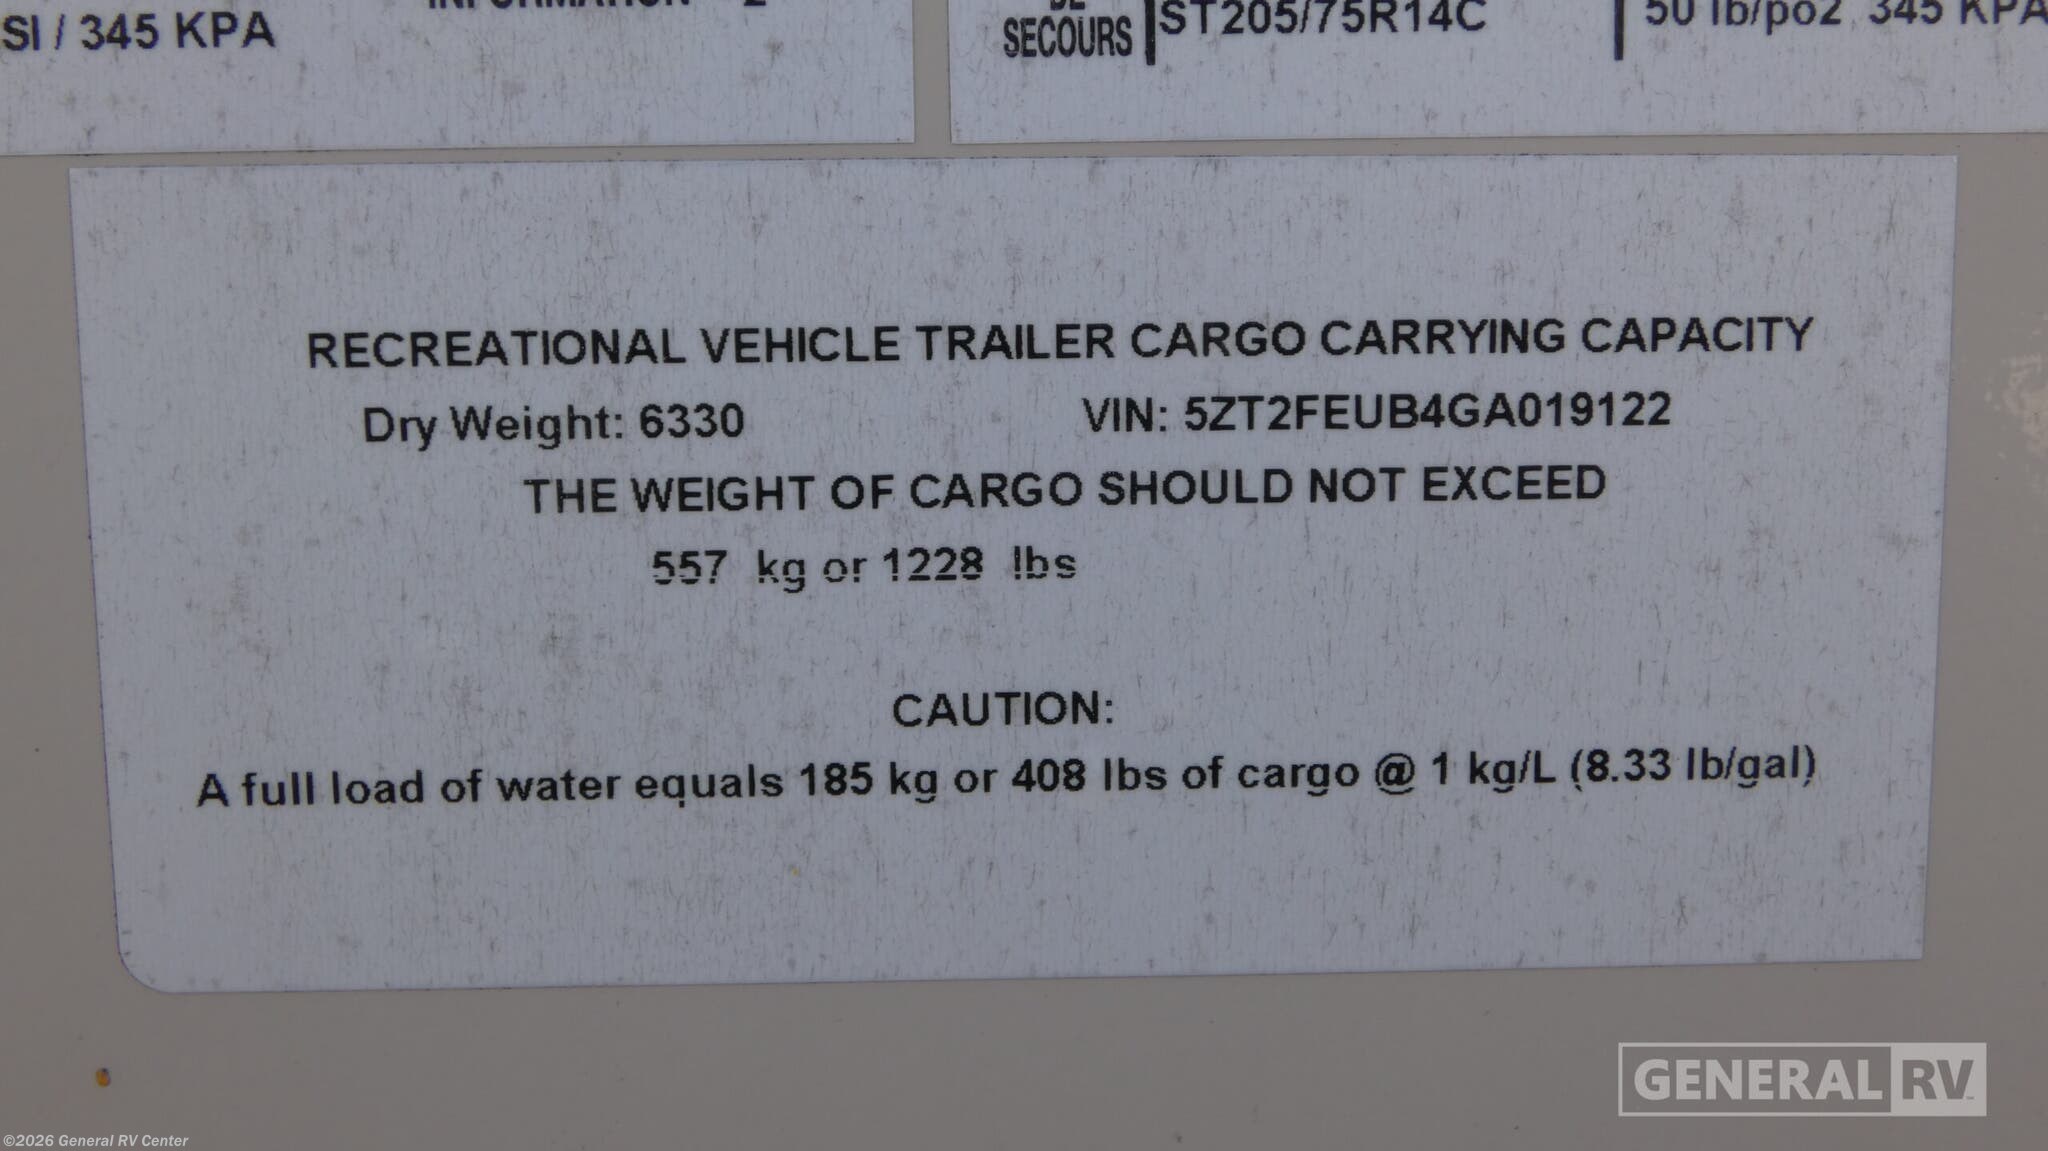 SI / 345 KPA
INFORMATION 2
DE
SECOURS
ST205/75R14C
50 lb/po2 345 KPA
RECREATIONAL VEHICLE TRAILER CARGO CARRYING CAPACITY
Dry Weight: 6330 VIN: 5ZT2FEUB4GA019122
THE WEIGHT OF CARGO SHOULD NOT EXCEED
557 kg or 1228 lbs
CAUTION:
A full load of water equals 185 kg or 408 lbs of cargo @ 1 kg/L (8.33 lb/gal)
GENERAL RV
©2026 General RV Center